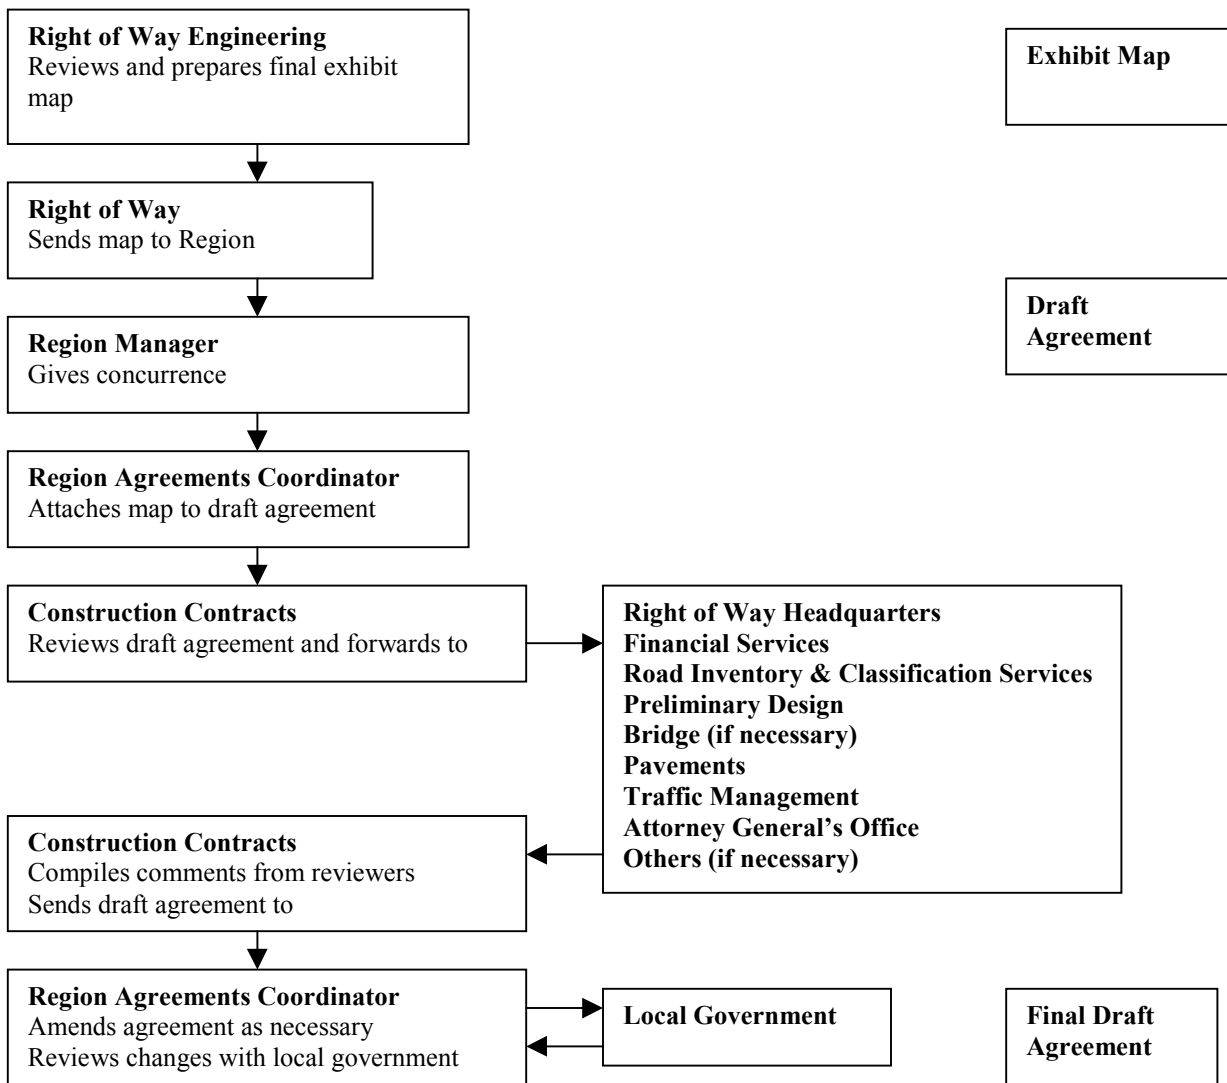 Right of Way Engineering
Reviews and prepares final exhibit
map
Exhibit Map
Right of Way
Sends map to Region
Region Manager
Gives concurrence
Draft
Agreement
Region Agreements Coordinator
Attaches map to draft agreement
Construction Contracts
Reviews draft agreement and forwards to
Right of Way Headquarters
Financial Services
Road Inventory & Classification Services
Preliminary Design
Bridge (if necessary)
Pavements
Traffic Management
Attorney General’s Office
Others (if necessary)
Construction Contracts
Compiles comments from reviewers
Sends draft agreement to
Region Agreements Coordinator
Amends agreement as necessary
Reviews changes with local government
Local Government
Final Draft
Agreement